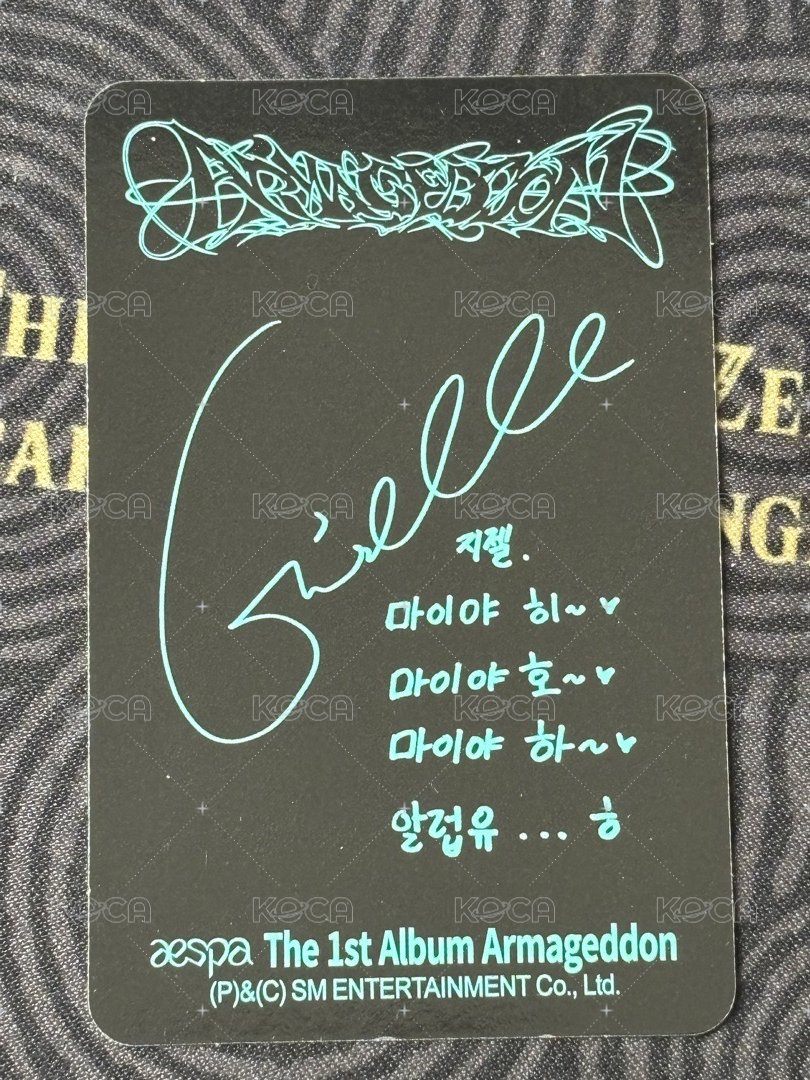 ARMAGEDDON
Giselle
지젤.
마이야 히~♥
마이야 호~♥
마이야 하~♥
알럽유 ... ㅎ
aespa The 1st Album Armageddon
(P)&(C) SM ENTERTAINMENT Co., Ltd.
KOCA